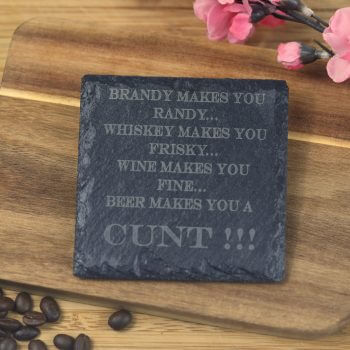 BRANDY MAKES YOU
RANDY...
WHISKEY MAKES YOU
FRISKY...
WINE MAKES YOU
FINE...
BEER MAKES YOU A
CUNT !!!